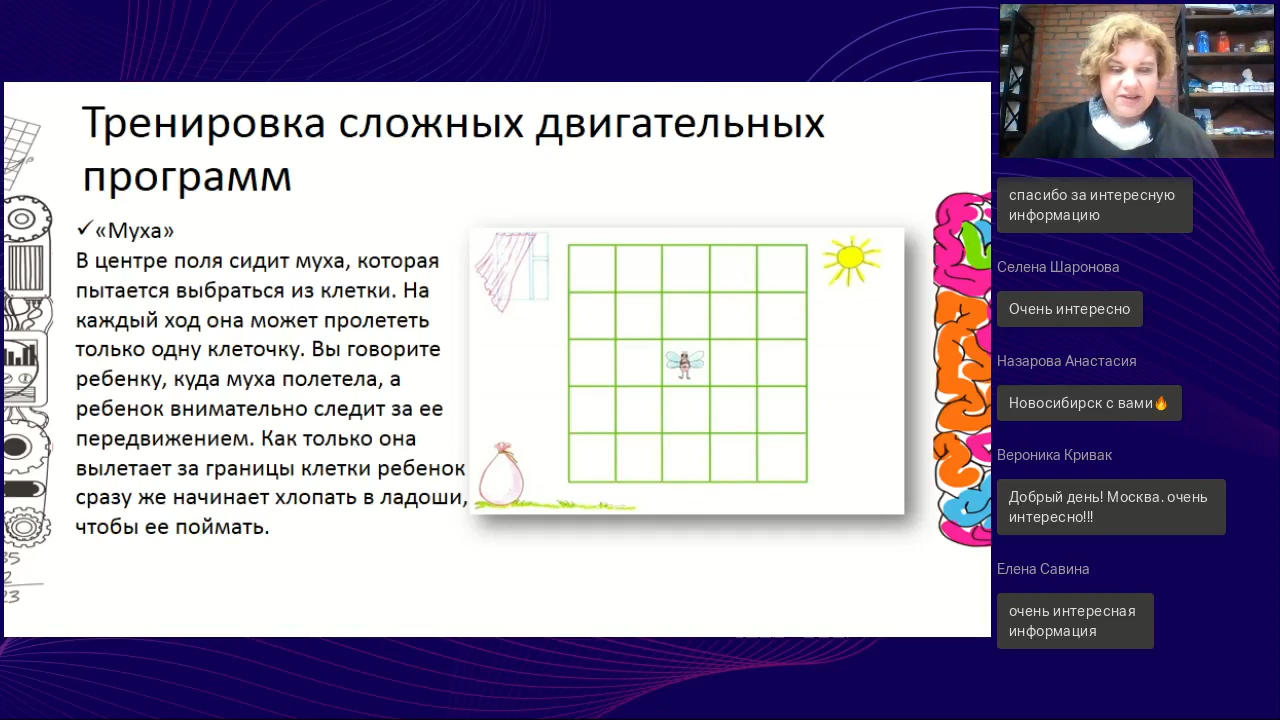 Тренировка сложных двигательных
программ
✓«Муха»
В центре поля сидит муха, которая
пытается выбраться из клетки. На
каждый ход она может пролететь
только одну клеточку. Вы говорите
ребенку, куда муха полетела, а
ребенок внимательно следит за ее
передвижением. Как только она
вылетает за границы клетки ребенок
сразу же начинает хлопать в ладоши,
чтобы ее поймать.
спасибо за интересную
информацию
Селена Шаронова
Очень интересно
Назарова Анастасия
Новосибирск с вами🔥
Вероника Кривак
Добрый день! Москва. очень
интересно!!!
Елена Савина
очень интересная
информация